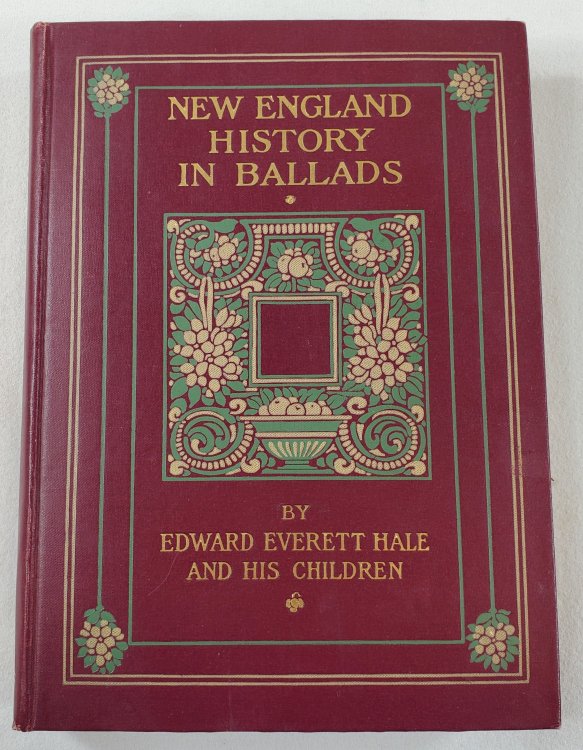 NEW ENGLAND
HISTORY
IN BALLADS
BY
EDWARD EVERETT HALE
AND HIS CHILDREN